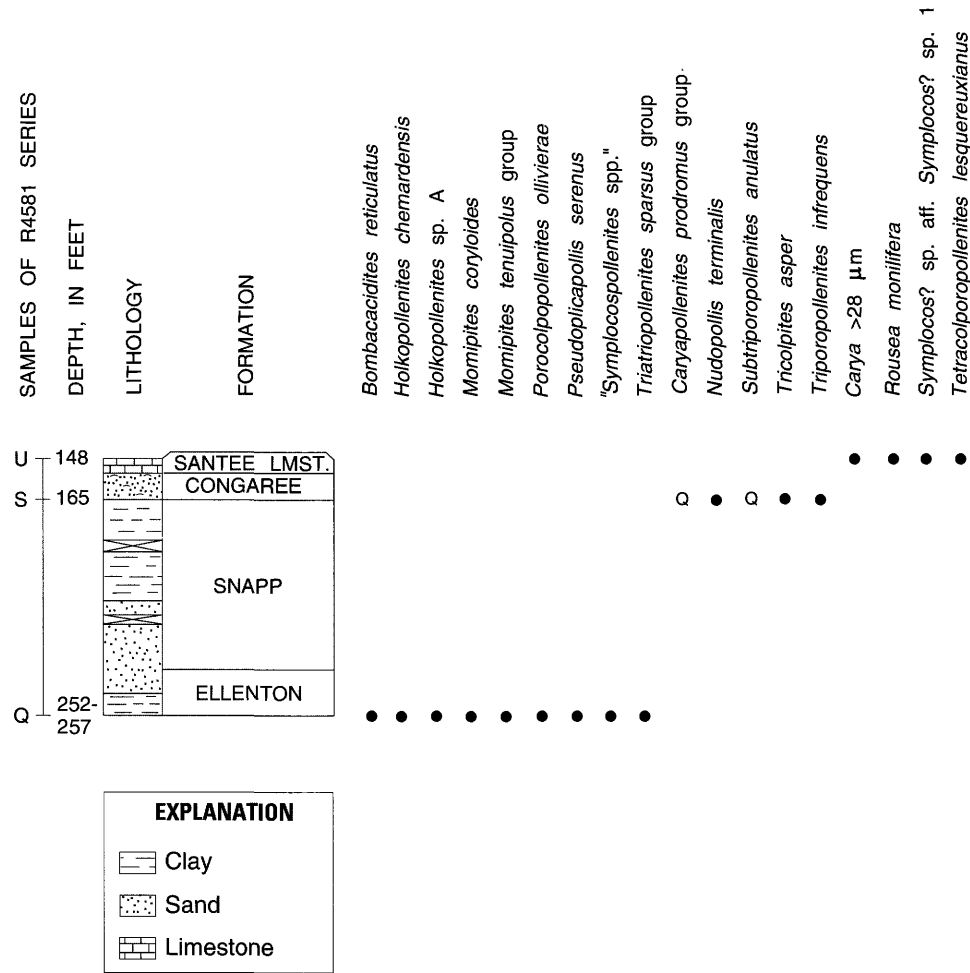 SAMPLES OF R4581 SERIES
DEPTH, IN FEET
LITHOLOGY
FORMATION
Bombacacidites reticulatus
Holkopollenites chemardensis
Holkopollenites sp. A
Momipites coryloides
Momipites tenuipolus group
Porocolpopollenites ollivierae
Pseudoplicapollis serenus
"Symplocospollenites spp."
Triatriopollenites sparsus group
Caryapollenites prodromus group
Nudopollis terminalis
Subtriporopollenites anulatus
Tricolpites asper
Triporopollenites infrequens
Carya >28 µm
Rousea monilifera
Symplocos? sp. aff. Symplocos? sp. 1
Tetracolporopollenites lesquereuxianus
U 148 SANTEE LMST.
CONGAREE
S 165 Q Q
SNAPP
ELLENTON
Q 252-
257
EXPLANATION
Clay
Sand
Limestone